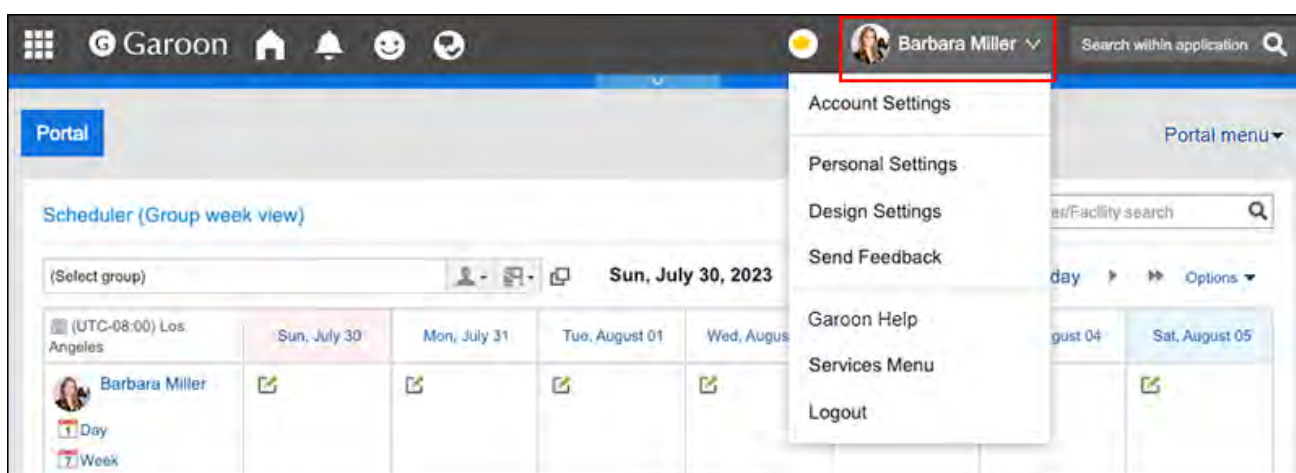 Garoon
Barbara Miller
Search within application
Account Settings
Portal
Portal menu
Personal Settings
Scheduler (Group week view)
Design Settings
/Facility search
(Select group)
Sun, July 30, 2023
Send Feedback
day
Options
(UTC-08:00) Los
Angeles
Sun, July 30
Mon, July 31
Tue, August 01
Wed, Augus
Garoon Help
gust 04
Sat, August 05
Barbara Miller
Services Menu
1 Day
Logout
7 Week